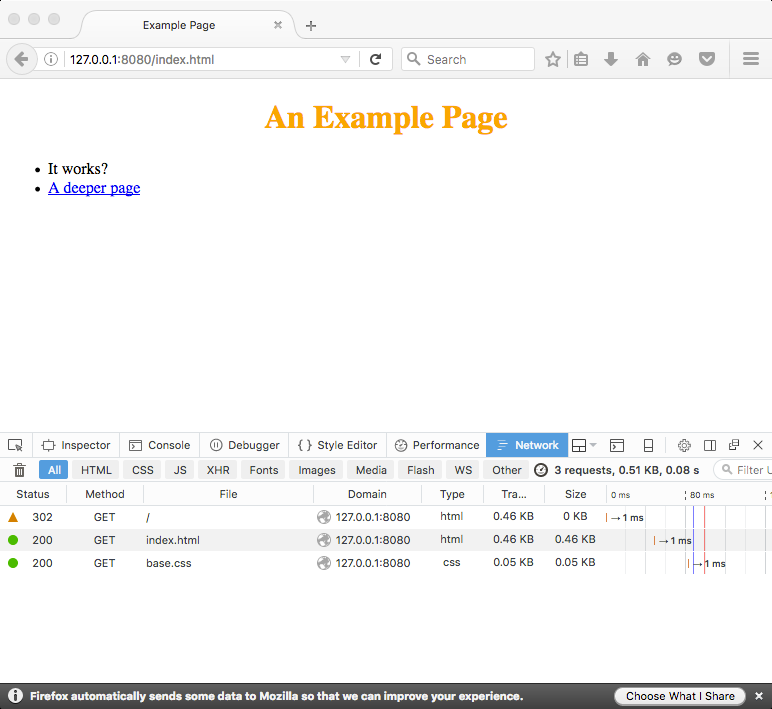 Example Page
127.0.0.1:8080/index.html
Search
An Example Page
It works?
A deeper page
Inspector Console Debugger { } Style Editor Performance Network
All HTML CSS JS XHR Fonts Images Media Flash WS Other 3 requests, 0.51 KB, 0.08 s Filter U
Status Method File Domain Type Tra... Size 0 ms 80 ms 1
302 GET / 127.0.0.1:8080 html 0.46 KB 0 KB → 1 ms
200 GET index.html 127.0.0.1:8080 html 0.46 KB 0.46 KB → 1 ms
200 GET base.css 127.0.0.1:8080 css 0.05 KB 0.05 KB → 1 ms
Firefox automatically sends some data to Mozilla so that we can improve your experience. Choose What I Share